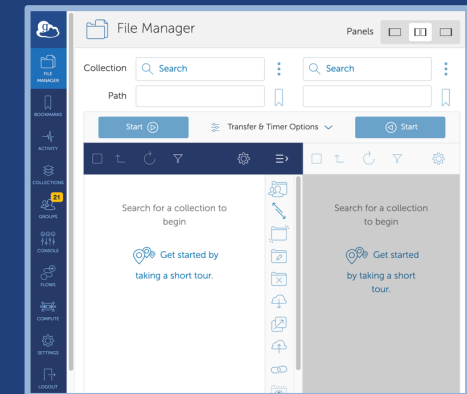 File Manager
Panels
FILE
MANAGER
BOOKMARKS
ACTIVITY
COLLECTIONS
21
GROUPS
CONSOLE
FLOWS
COMPUTE
SETTINGS
LOGOUT
Collection
Search
Search
Path
Start
Transfer & Timer Options
Start
Search for a collection to
begin
Get started by
taking a short tour.
Search for a collection
to begin
Get started
by taking a short
tour.